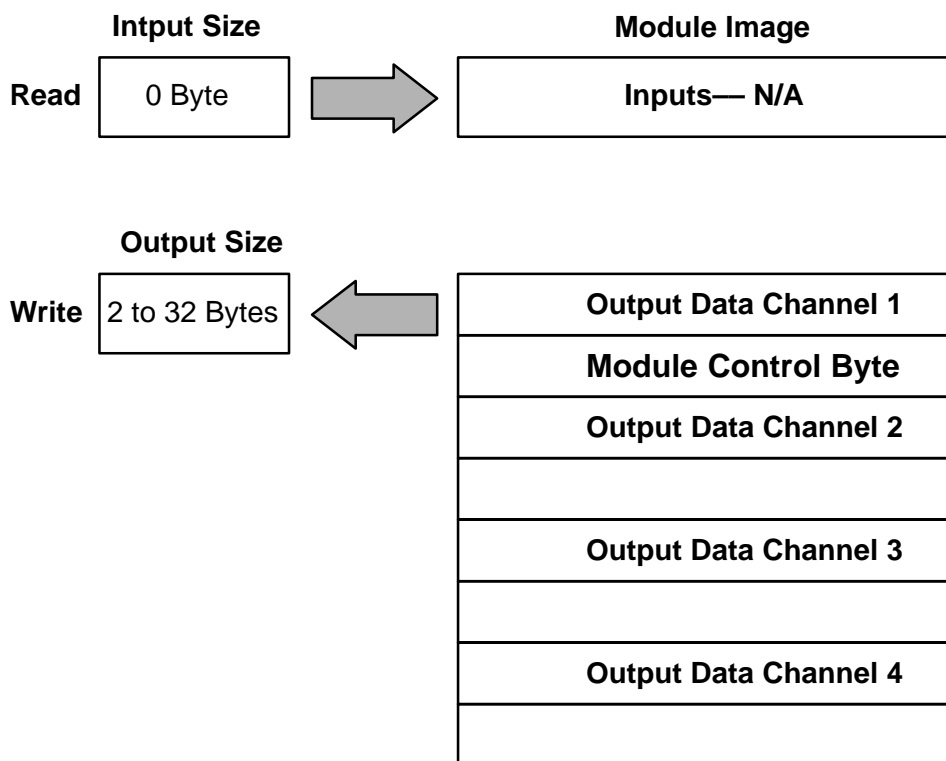 Intput Size
Module Image
Read
0 Byte
Inputs–– N/A
Output Size
Write
2 to 32 Bytes
Output Data Channel 1
Module Control Byte
Output Data Channel 2
Output Data Channel 3
Output Data Channel 4